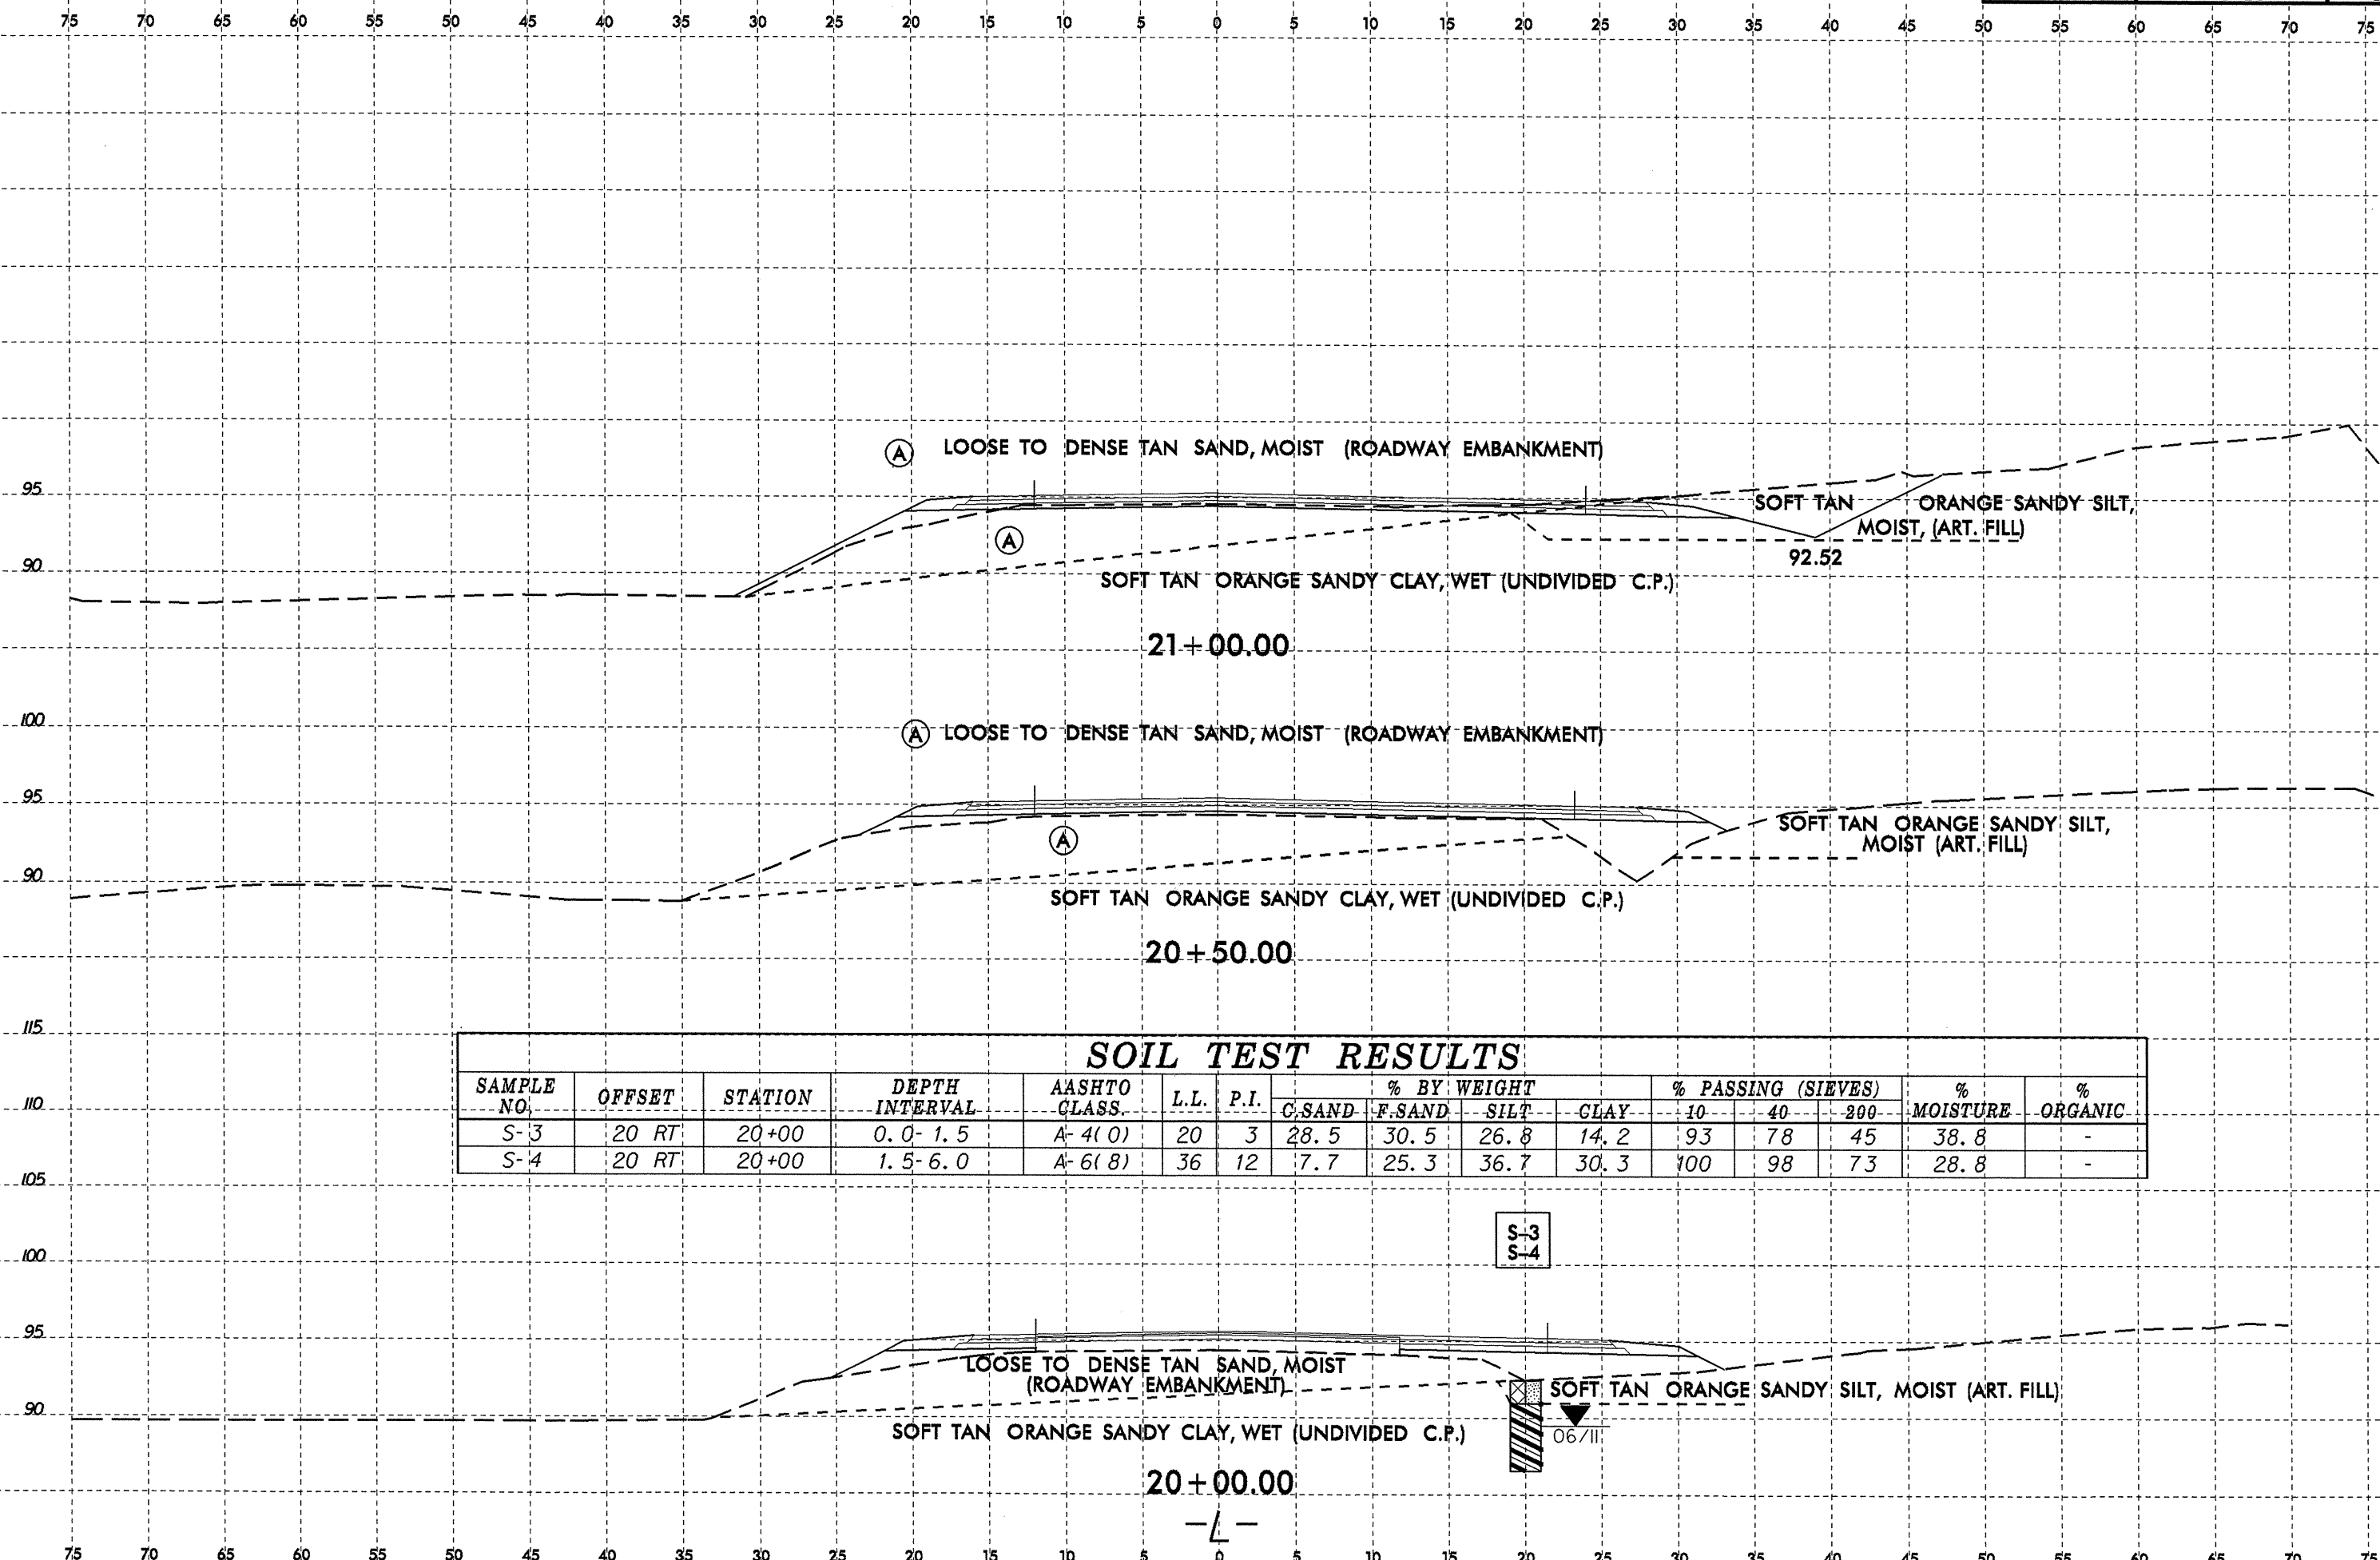 75 70 65 60 55 50 45 40 35 30 25 20 15 10 5 0 5 10 15 20 25 30 35 40 45 50 55 60 65 70 75
A LOOSE TO DENSE TAN SAND, MOIST (ROADWAY EMBANKMENT)
95
SOFT TAN ORANGE SANDY SILT,
MOIST, (ART. FILL)
A
92.52
90
SOFT TAN ORANGE SANDY CLAY, WET (UNDIVIDED C.P.)
21+00.00
100
A LOOSE TO DENSE TAN SAND, MOIST (ROADWAY EMBANKMENT)
95
SOFT TAN ORANGE SANDY SILT,
MOIST (ART. FILL)
A
90
SOFT TAN ORANGE SANDY CLAY, WET (UNDIVIDED C.P.)
20+50.00
115
SOIL TEST RESULTS
SAMPLE NO. OFFSET STATION DEPTH INTERVAL AASHTO CLASS. L.L. P.I. % BY WEIGHT % PASSING (SIEVES) % MOISTURE % ORGANIC
C.SAND F.SAND SILT CLAY 10 40 200
110
S-3 20 RT 20+00 0.0-1.5 A-4(0) 20 3 28.5 30.5 26.8 14.2 93 78 45 38.8 -
S-4 20 RT 20+00 1.5-6.0 A-6(8) 36 12 7.7 25.3 36.7 30.3 100 98 73 28.8 -
105
S-3
S-4
100
95
LOOSE TO DENSE TAN SAND, MOIST
(ROADWAY EMBANKMENT)
SOFT TAN ORANGE SANDY SILT, MOIST (ART. FILL)
90
SOFT TAN ORANGE SANDY CLAY, WET (UNDIVIDED C.P.)
06/11
20+00.00
-L-
75 70 65 60 55 50 45 40 35 30 25 20 15 10 5 0 5 10 15 20 25 30 35 40 45 50 55 60 65 70 75